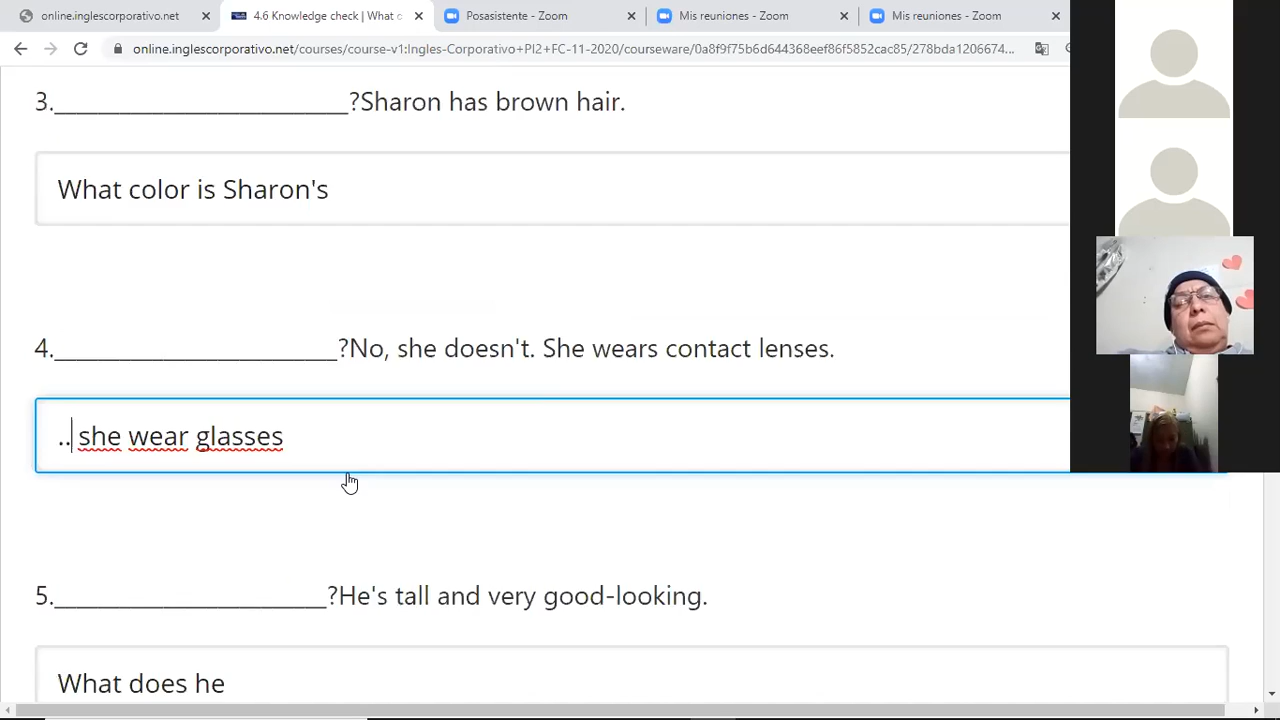 online.inglescorporativo.net
4.6 Knowledge check | What c
Posasistente - Zoom
Mis reuniones - Zoom
Mis reuniones - Zoom
online.inglescorporativo.net/courses/course-v1:Ingles-Corporativo+PI2+FC-11-2020/courseware/0a8f9f75b6d644368eef86f5852cac85/278bda1206674...
3.________________________?Sharon has brown hair.
What color is Sharon's
4.________________________?No, she doesn't. She wears contact lenses.
.. she wear glasses
5.________________________?He's tall and very good-looking.
What does he